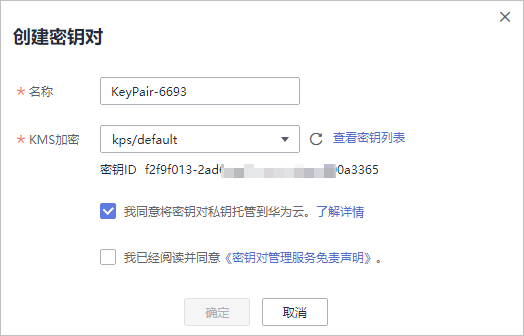 创建密钥对
* 名称 KeyPair-6693
* KMS加密 kps/default 查看密钥列表
密钥ID f2f9f013-2ad 0a3365
我同意将密钥对私钥托管到华为云。了解详情
我已经阅读并同意《密钥对管理服务免责声明》。
确定 取消